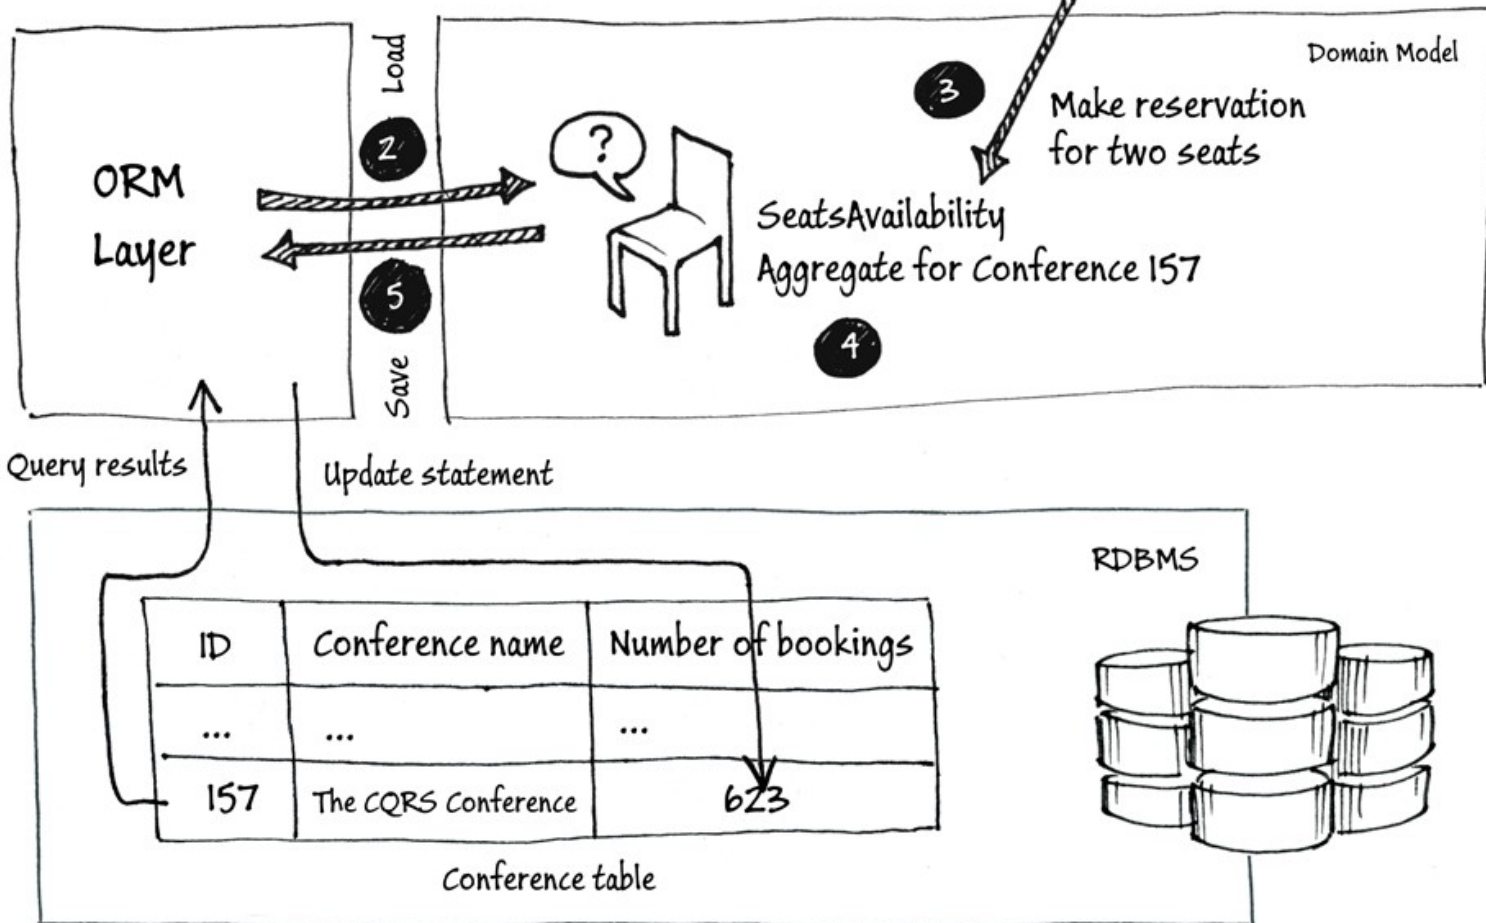 Domain Model
Load
2
3
Make reservation
for two seats
?
ORM
Layer
SeatsAvailability
Aggregate for Conference 157
5
4
Save
Query results
Update statement
RDBMS
ID Conference name Number of bookings
... ... ...
157 The CQRS Conference 623
Conference table